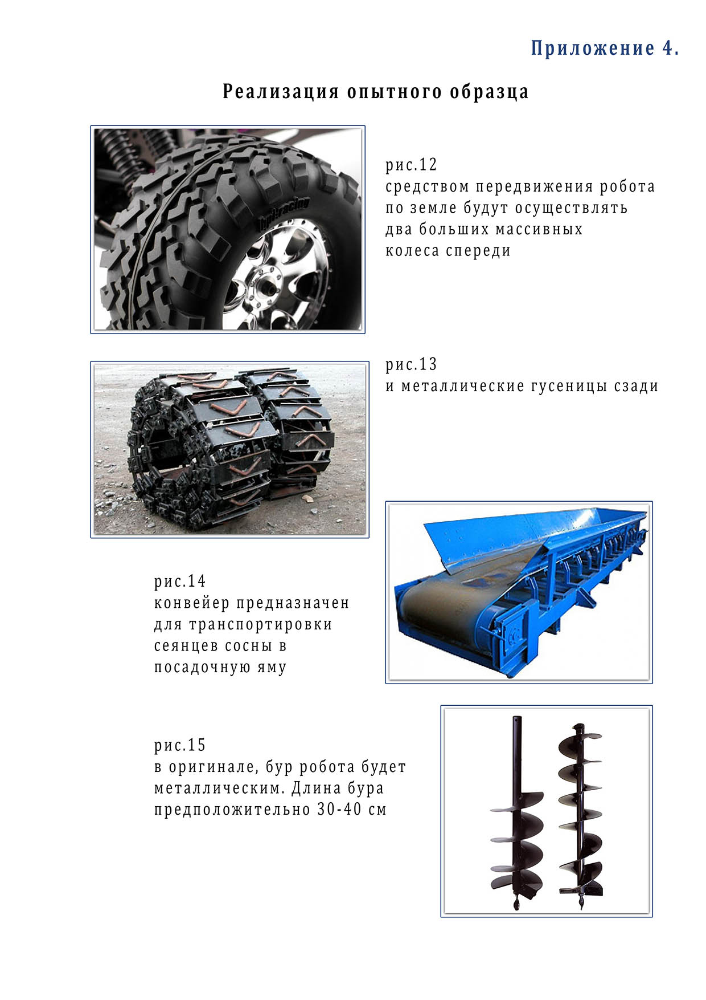 Приложение 4.
Реализация опытного образца
hpi-racing
рис.12
средством передвижения робота
по земле будут осуществлять
два больших массивных
колеса спереди
рис.13
и металлические гусеницы сзади
рис.14
конвейер предназначен
для транспортировки
сеянцев сосны в
посадочную яму
рис.15
в оригинале, бур робота будет
металлическим. Длина бура
предположительно 30-40 см